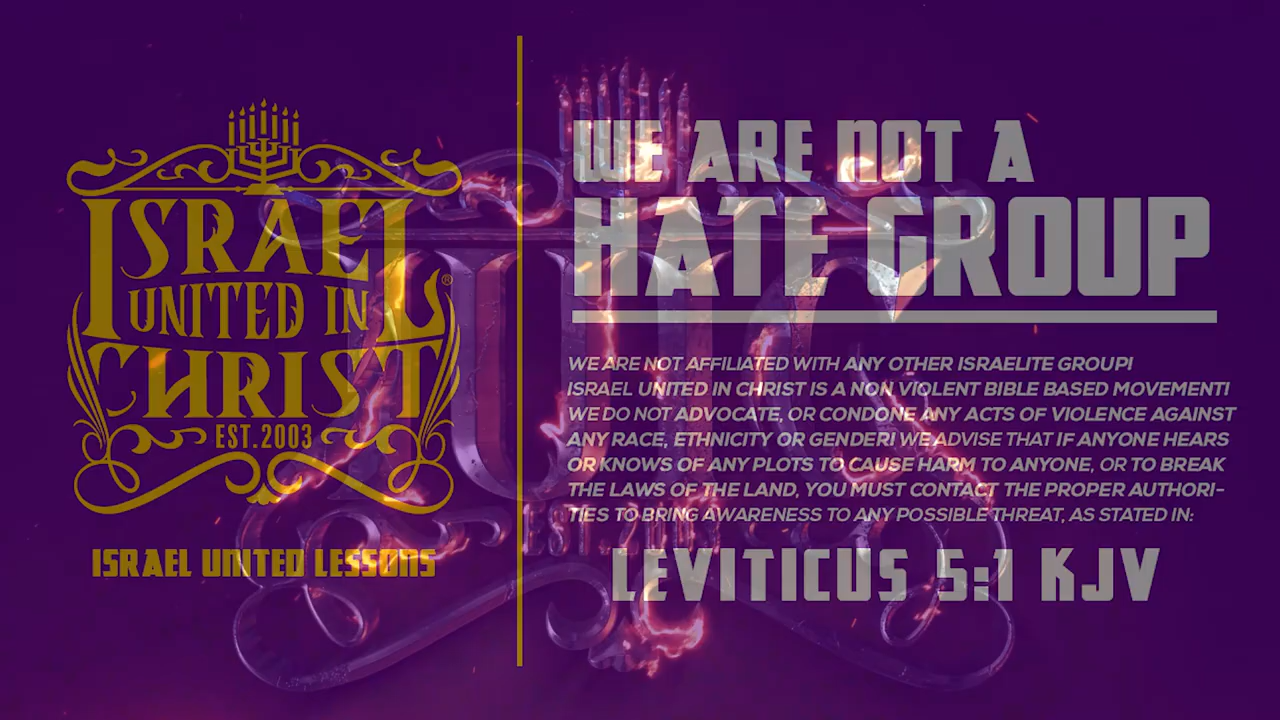 ISRAEL
UNITED IN
CHRIST
®
EST. 2003
ISRAEL UNITED LESSONS
WE ARE NOT A
HATE GROUP
WE ARE NOT AFFILIATED WITH ANY OTHER ISRAELITE GROUP!
ISRAEL UNITED IN CHRIST IS A NON VIOLENT BIBLE BASED MOVEMENT!
WE DO NOT ADVOCATE, OR CONDONE ANY ACTS OF VIOLENCE AGAINST
ANY RACE, ETHNICITY OR GENDER! WE ADVISE THAT IF ANYONE HEARS
OR KNOWS OF ANY PLOTS TO CAUSE HARM TO ANYONE, OR TO BREAK
THE LAWS OF THE LAND, YOU MUST CONTACT THE PROPER AUTHORI-
TIES TO BRING AWARENESS TO ANY POSSIBLE THREAT, AS STATED IN:
LEVITICUS 5:1 KJV
IUIC